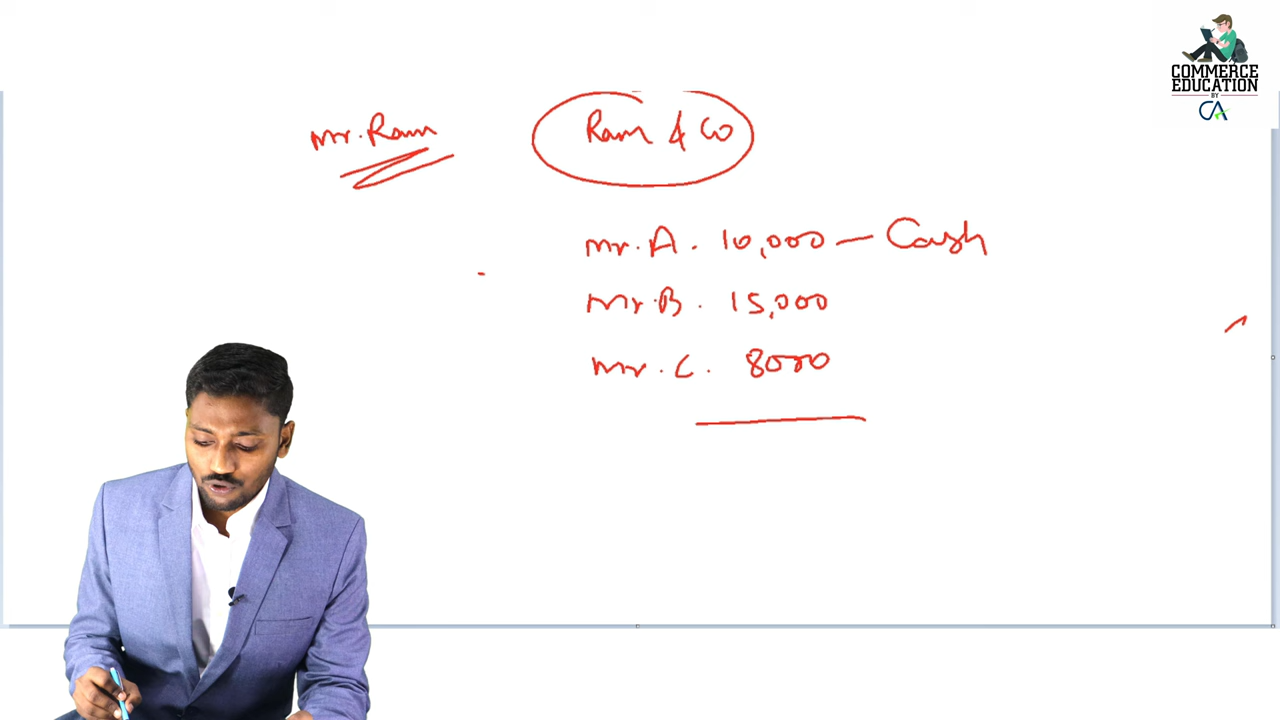 COMMERCE
EDUCATION
BY
CA
Mr. Ram
Ram & Co
Mr. A. 10,000 — Cash
Mr. B. 15,000
Mr. C. 8000